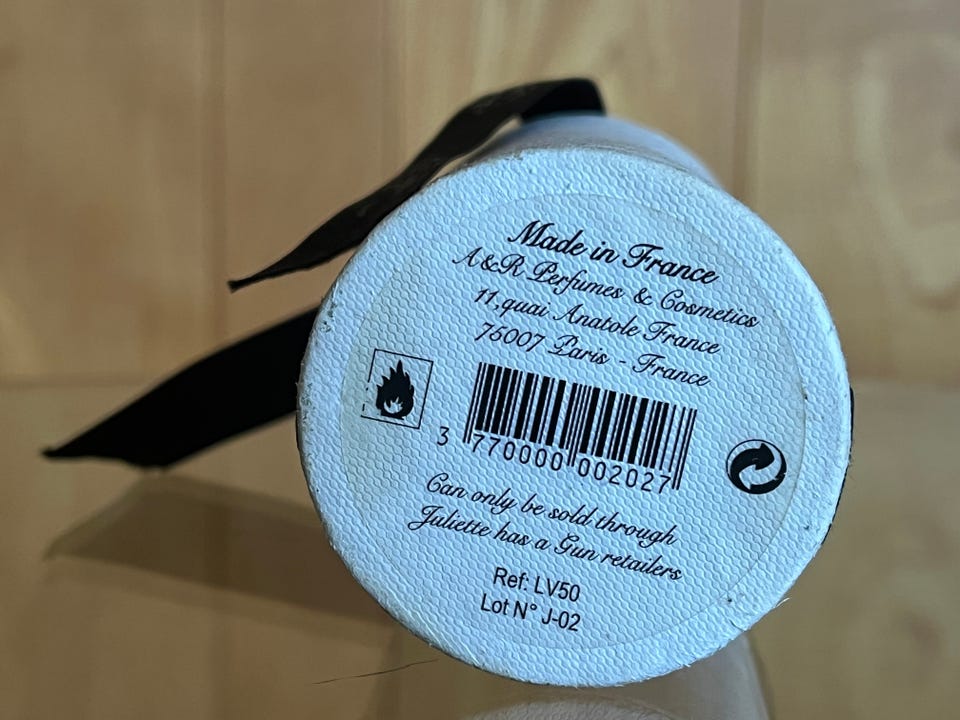 Made in France
A&R Perfumes & Cosmetics
11,quai Anatole France
75007 Paris - France
3 770000 002027
Can only be sold through
Juliette has a Gun retailers
Ref: LV50
Lot N° J-02